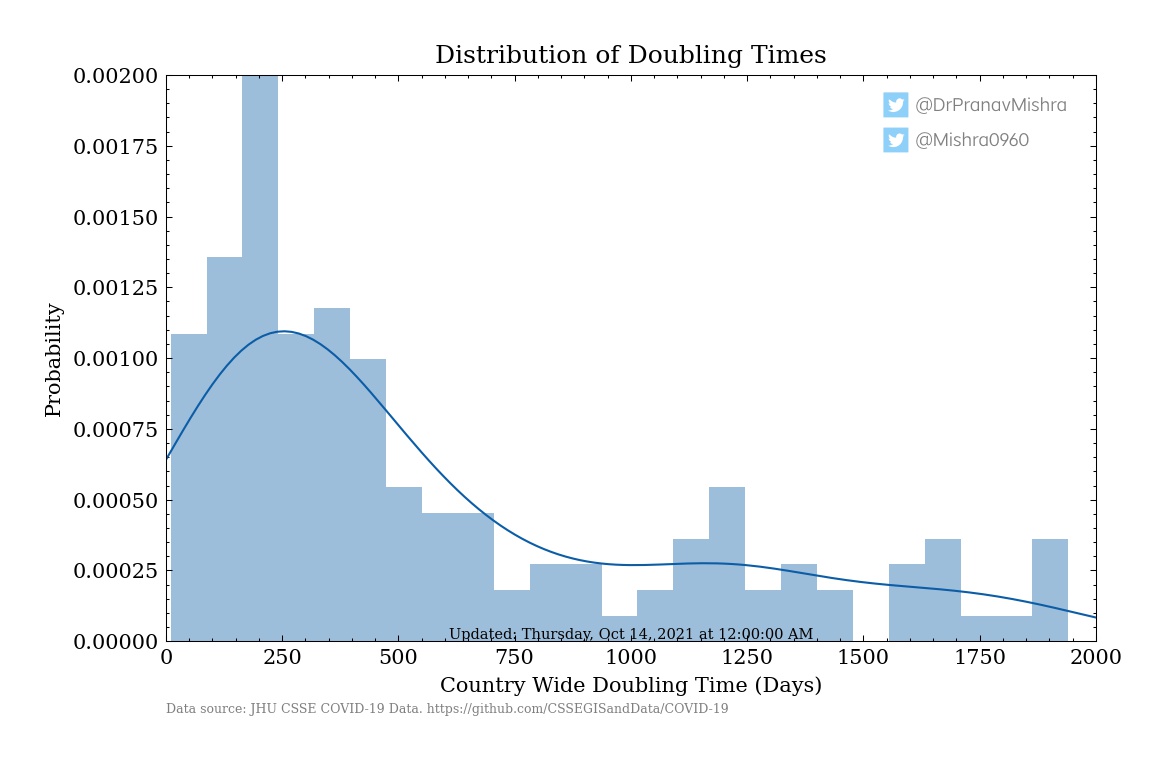 Distribution of Doubling Times
@DrPranavMishra
@Mishra0960
0.00200
0.00175
0.00150
0.00125
0.00100
0.00075
0.00050
0.00025
0.00000
Probability
Updated: Thursday, Oct 14, 2021 at 12:00:00 AM
0 250 500 750 1000 1250 1500 1750 2000
Country Wide Doubling Time (Days)
Data source: JHU CSSE COVID-19 Data. https://github.com/CSSEGISandData/COVID-19